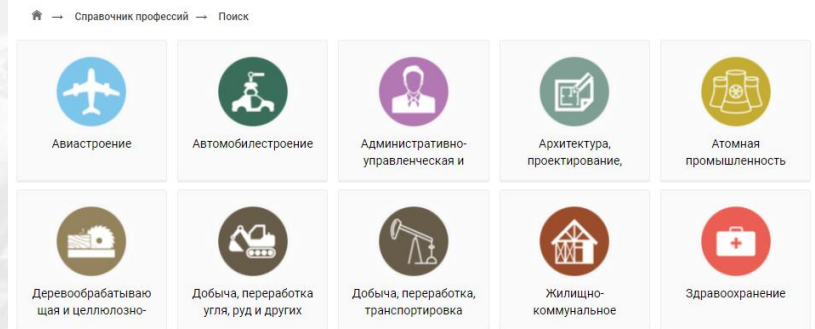 → Справочник профессий → Поиск
Авиастроение
Автомобилестроение
Административно-
управленческая и
Архитектура,
проектирование,
Атомная
промышленность
Деревообрабатываю
щая и целлюлозно-
Добыча, переработка
угля, руд и других
Добыча, переработка,
транспортировка
Жилищно-
коммунальное
Здравоохранение